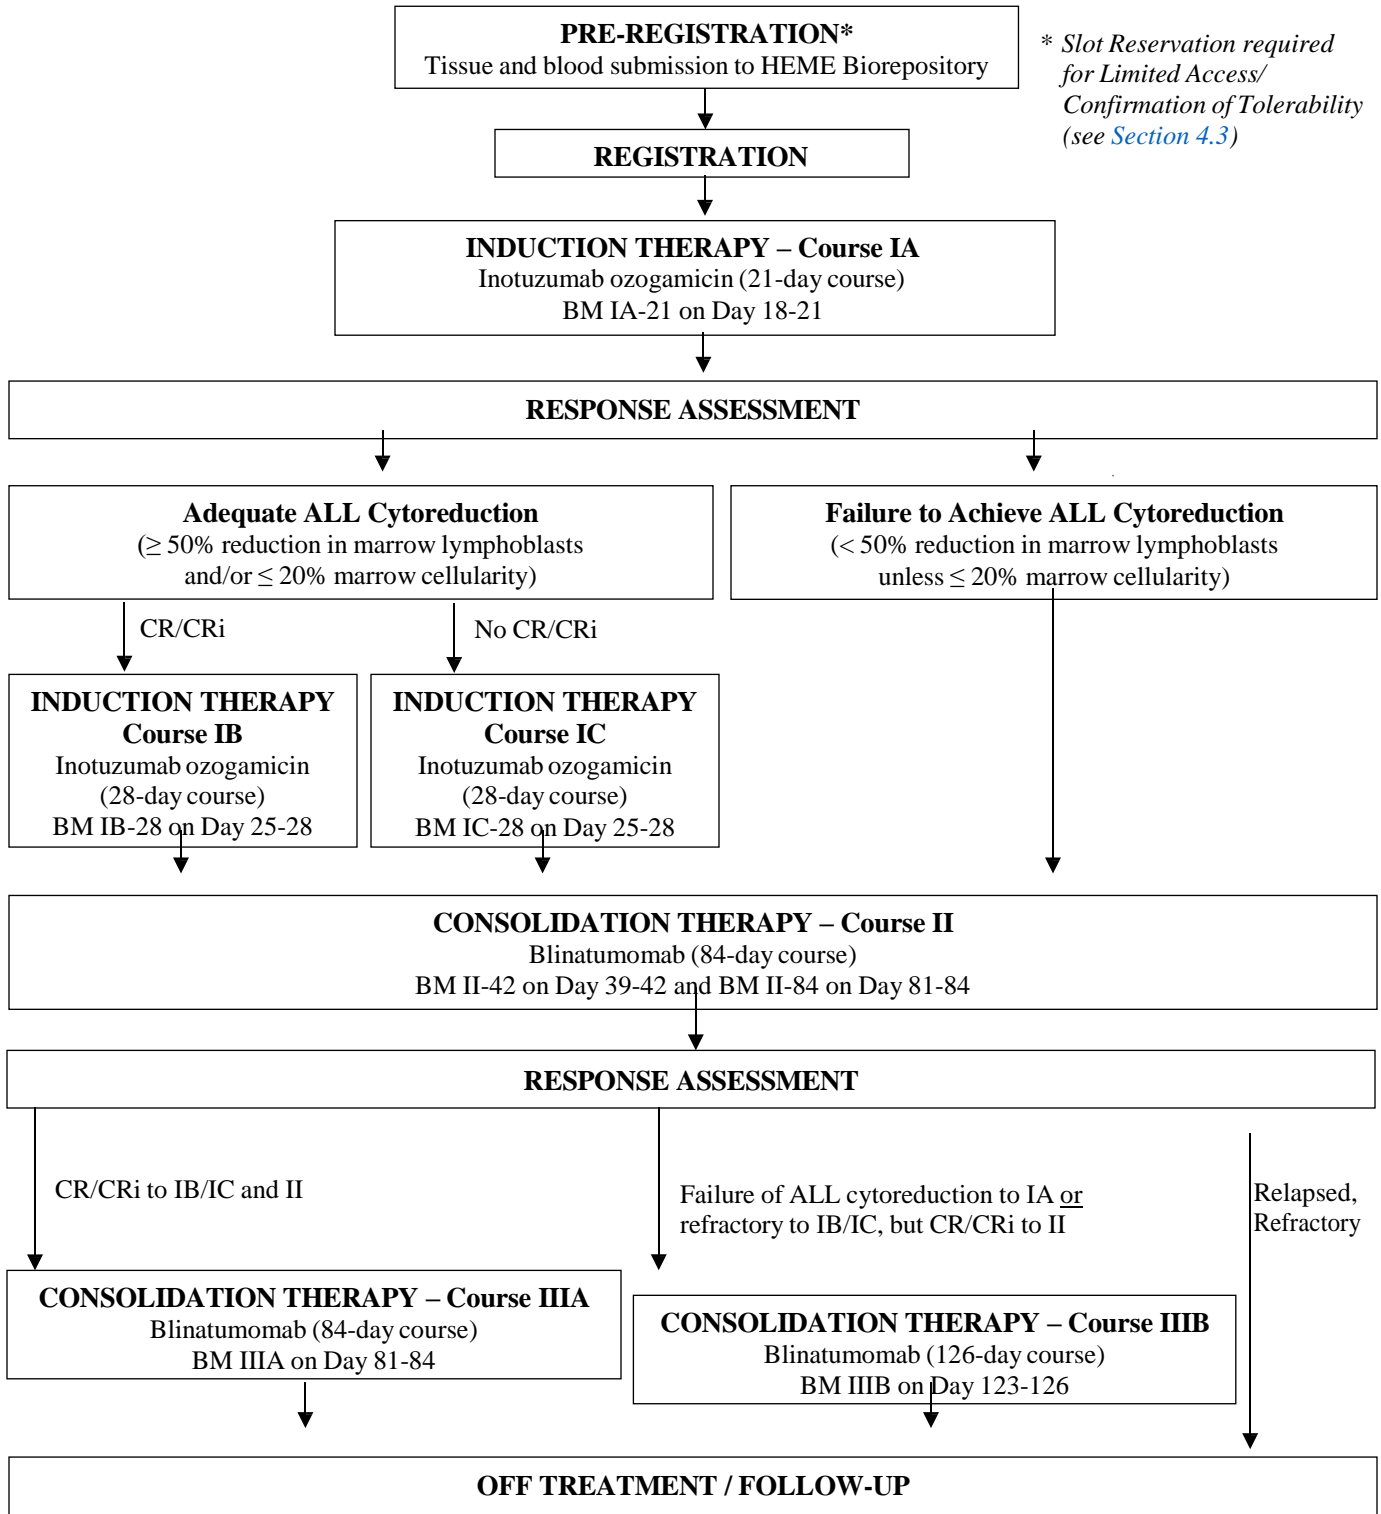 PRE-REGISTRATION*
Tissue and blood submission to HEME Biorepository
* Slot Reservation required
for Limited Access/
Confirmation of Tolerability
(see Section 4.3)
REGISTRATION
INDUCTION THERAPY – Course IA
Inotuzumab ozogamicin (21-day course)
BM IA-21 on Day 18-21
RESPONSE ASSESSMENT
Adequate ALL Cytoreduction
(≥ 50% reduction in marrow lymphoblasts
and/or ≤ 20% marrow cellularity)
Failure to Achieve ALL Cytoreduction
(< 50% reduction in marrow lymphoblasts
unless ≤ 20% marrow cellularity)
CR/CRi
No CR/CRi
INDUCTION THERAPY
Course IB
Inotuzumab ozogamicin
(28-day course)
BM IB-28 on Day 25-28
INDUCTION THERAPY
Course IC
Inotuzumab ozogamicin
(28-day course)
BM IC-28 on Day 25-28
CONSOLIDATION THERAPY – Course II
Blinatumomab (84-day course)
BM II-42 on Day 39-42 and BM II-84 on Day 81-84
RESPONSE ASSESSMENT
CR/CRi to IB/IC and II
Failure of ALL cytoreduction to IA or
refractory to IB/IC, but CR/CRi to II
Relapsed,
Refractory
CONSOLIDATION THERAPY – Course IIIA
Blinatumomab (84-day course)
BM IIIA on Day 81-84
CONSOLIDATION THERAPY – Course IIIB
Blinatumomab (126-day course)
BM IIIB on Day 123-126
OFF TREATMENT / FOLLOW-UP